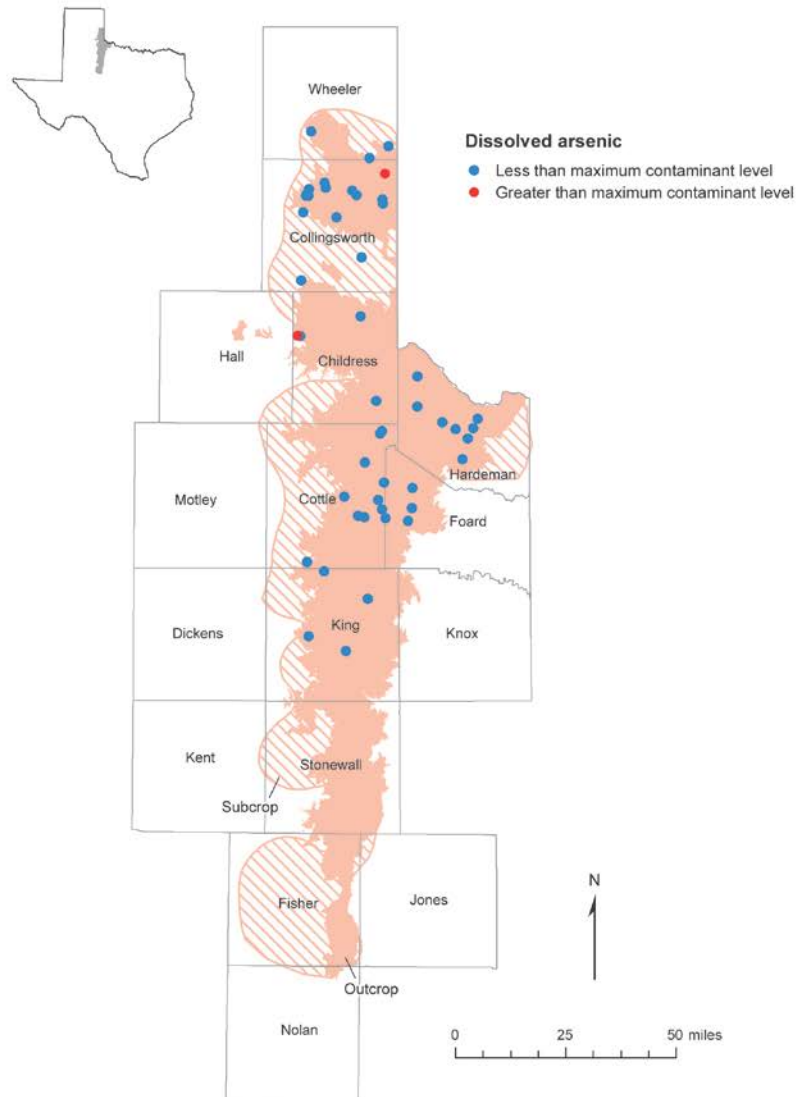 Wheeler
Dissolved arsenic
Less than maximum contaminant level
Greater than maximum contaminant level
Collingsworth
Hall
Childress
Motley
Cottle
Hardeman
Foard
Dickens
King
Knox
Kent
Stonewall
Subcrop
Fisher
Jones
N
Outcrop
Nolan
0 25 50 miles